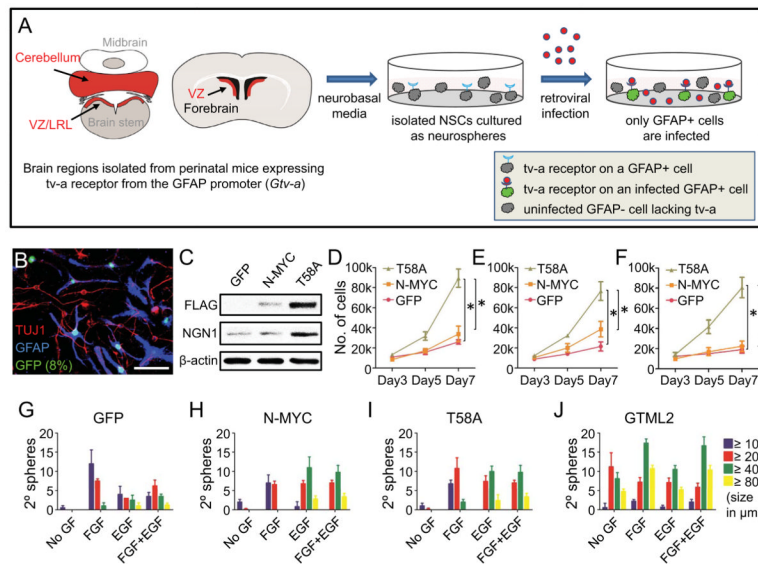 A
Midbrain
Cerebellum
VZ/LRL
Brain stem
VZ
Forebrain
neurobasal
media
isolated NSCs cultured
as neurospheres
retroviral
infection
only GFAP+ cells
are infected
Brain regions isolated from perinatal mice expressing
tv-a receptor from the GFAP promoter (Gtv-a)
tv-a receptor on a GFAP+ cell
tv-a receptor on an infected GFAP+ cell
uninfected GFAP- cell lacking tv-a
B
TUJ1
GFAP
GFP (8%)
C
GFP
N-MYC
T58A
FLAG
NGN1
β-actin
D
No. of cells
100k
80k
60k
40k
20k
0
T58A
N-MYC
GFP
*
*
Day3 Day5 Day7
E
100k
80k
60k
40k
20k
0
T58A
N-MYC
GFP
*
*
Day3 Day5 Day7
F
100k
80k
60k
40k
20k
0
T58A
N-MYC
GFP
*
Day3 Day5 Day7
G
GFP
2º spheres
20
15
10
5
0
No GF FGF EGF FGF+EGF
H
N-MYC
2º spheres
20
15
10
5
0
No GF FGF EGF FGF+EGF
I
T58A
2º spheres
20
15
10
5
0
No GF FGF EGF FGF+EGF
J
GTML2
2º spheres
20
15
10
5
0
No GF FGF EGF FGF+EGF
≥ 10
≥ 20
≥ 40
≥ 80
(size
in µm